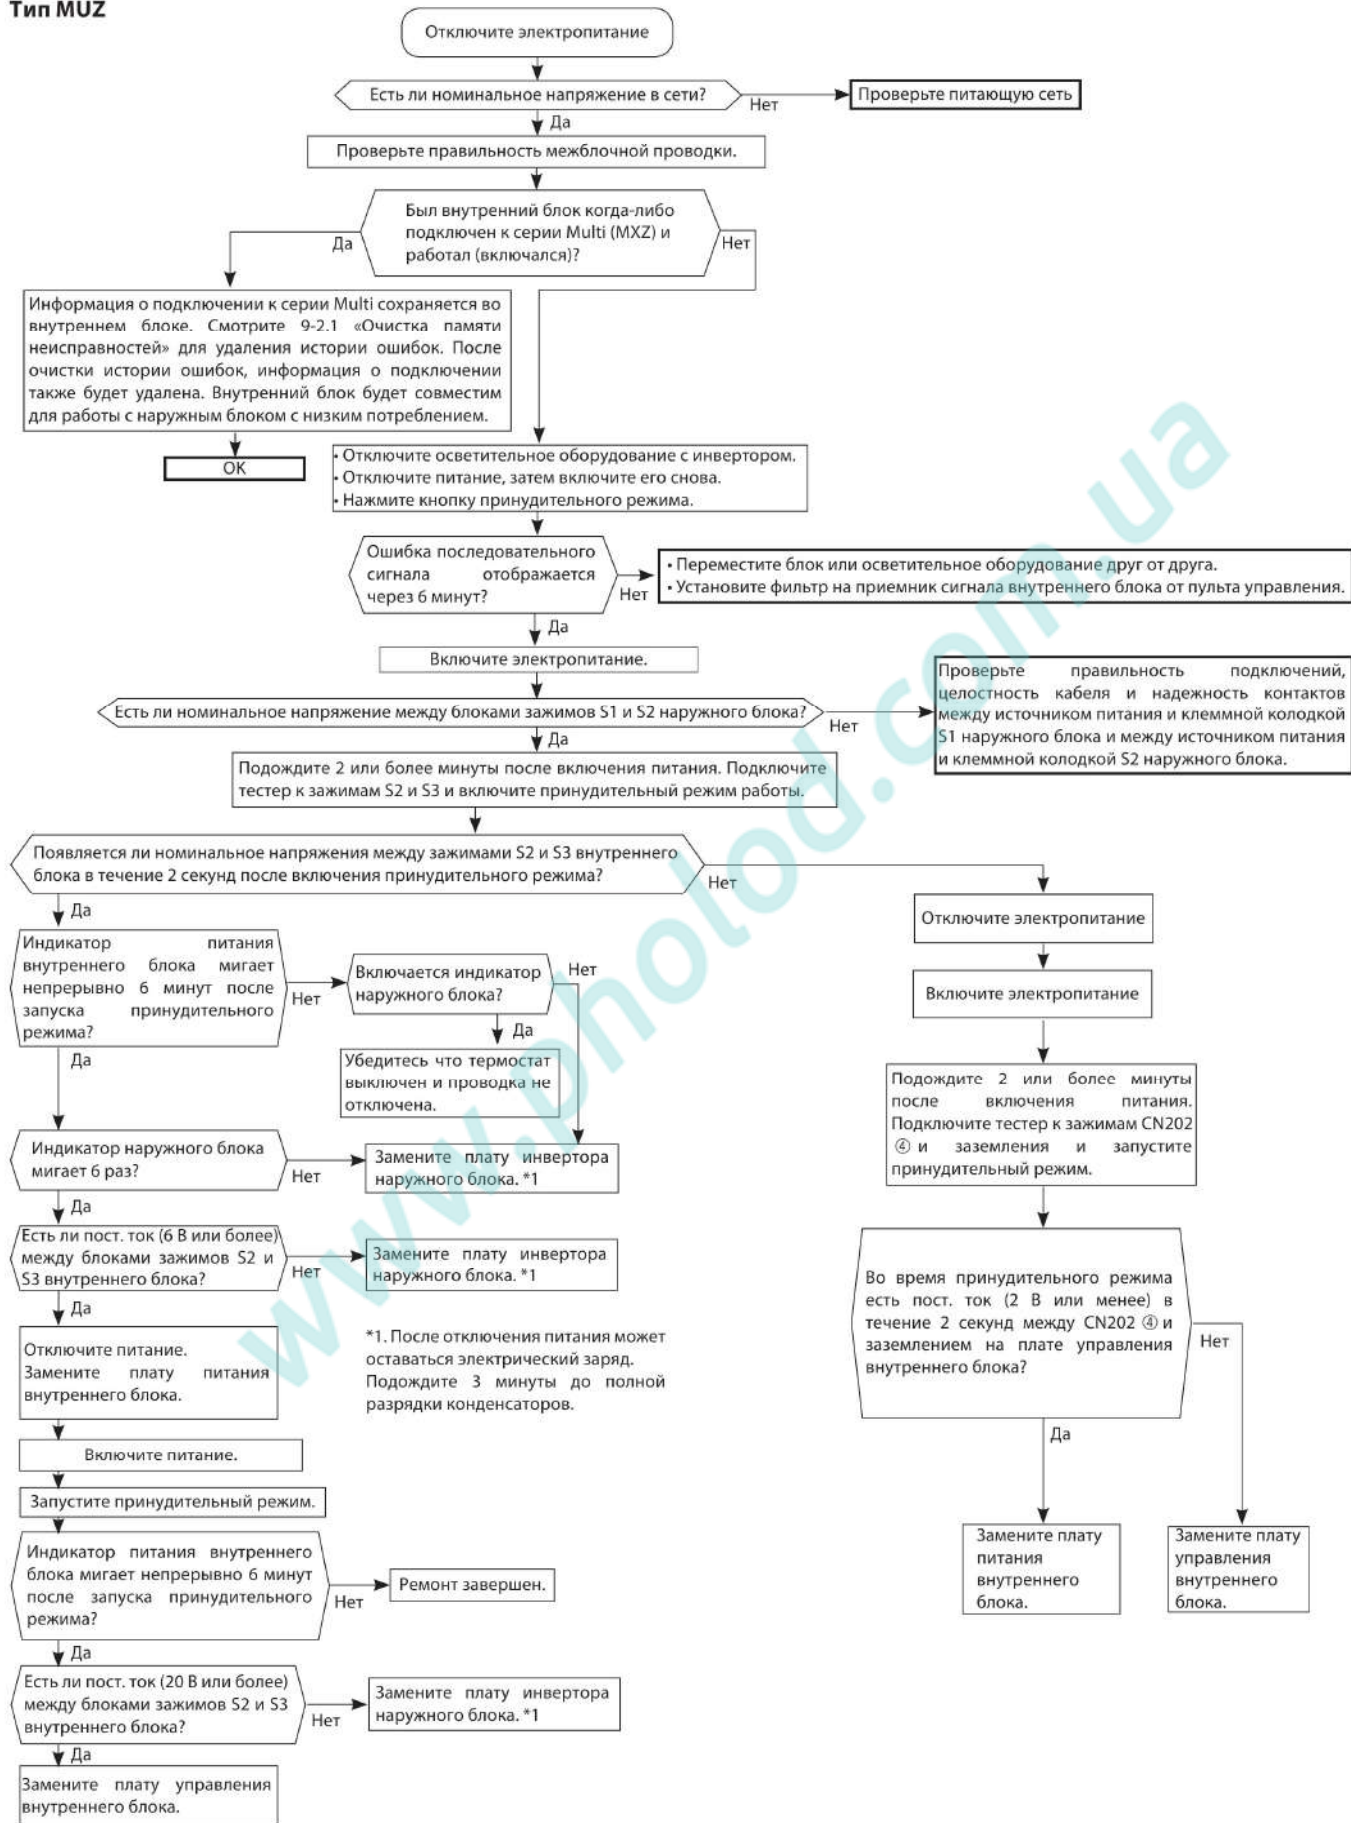 Тип MUZ
Отключите электропитание
Есть ли номинальное напряжение в сети?
Нет
Проверьте питающую сеть
Да
Проверьте правильность межблочной проводки.
Был внутренний блок когда-либо
подключен к серии Multi (MXZ) и
работал (включался)?
Да
Нет
Информация о подключении к серии Multi сохраняется во
внутреннем блоке. Смотрите 9-2.1 «Очистка памяти
неисправностей» для удаления истории ошибок. После
очистки истории ошибок, информация о подключении
также будет удалена. Внутренний блок будет совместим
для работы с наружным блоком с низким потреблением.
OK
• Отключите осветительное оборудование с инвертором.
• Отключите питание, затем включите его снова.
• Нажмите кнопку принудительного режима.
Ошибка последовательного
сигнала отображается
через 6 минут?
Нет
• Переместите блок или осветительное оборудование друг от друга.
• Установите фильтр на приемник сигнала внутреннего блока от пульта управления.
Да
Включите электропитание.
Есть ли номинальное напряжение между блоками зажимов S1 и S2 наружного блока?
Нет
Проверьте правильность подключений,
целостность кабеля и надежность контактов
между источником питания и клеммной колодкой
S1 наружного блока и между источником питания
и клеммной колодкой S2 наружного блока.
Да
Подождите 2 или более минуты после включения питания. Подключите
тестер к зажимам S2 и S3 и включите принудительный режим работы.
Появляется ли номинальное напряжения между зажимами S2 и S3 внутреннего
блока в течение 2 секунд после включения принудительного режима?
Нет
Да
Индикатор питания
внутреннего блока мигает
непрерывно 6 минут после
запуска принудительного
режима?
Нет
Включается индикатор
наружного блока?
Нет
Да
Убедитесь что термостат
выключен и проводка не
отключена.
Да
Индикатор наружного блока
мигает 6 раз?
Нет
Замените плату инвертора
наружного блока. *1
Да
Есть ли пост. ток (6 В или более)
между блоками зажимов S2 и
S3 внутреннего блока?
Нет
Замените плату инвертора
наружного блока. *1
Да
Отключите питание.
Замените плату питания
внутреннего блока.
*1. После отключения питания может
оставаться электрический заряд.
Подождите 3 минуты до полной
разрядки конденсаторов.
Включите питание.
Запустите принудительный режим.
Индикатор питания внутреннего
блока мигает непрерывно 6 минут
после запуска принудительного
режима?
Нет
Ремонт завершен.
Да
Есть ли пост. ток (20 В или более)
между блоками зажимов S2 и S3
внутреннего блока?
Нет
Замените плату инвертора
наружного блока. *1
Да
Замените плату управления
внутреннего блока.
Отключите электропитание
Включите электропитание
Подождите 2 или более минуты
после включения питания.
Подключите тестер к зажимам CN202
④ и заземления и запустите
принудительный режим.
Во время принудительного режима
есть пост. ток (2 В или менее) в
течение 2 секунд между CN202 ④ и
заземлением на плате управления
внутреннего блока?
Нет
Да
Замените плату
питания
внутреннего
блока.
Замените плату
управления
внутреннего
блока.
www.pholod.com.ua